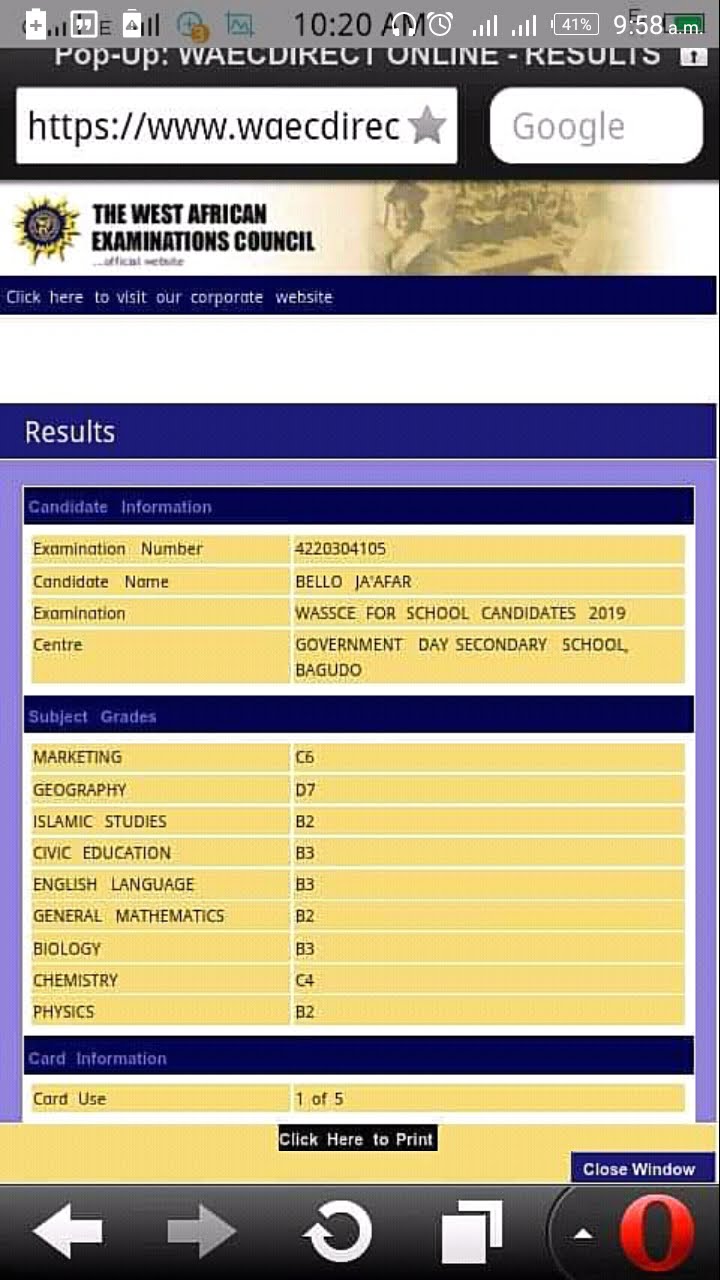 10:20 AM 41% 9:58 a.m.
Pop-Up: WAECDIRECT ONLINE - RESULTS
https://www.waecdirec Google
THE WEST AFRICAN
EXAMINATIONS COUNCIL
...official website
Click here to visit our corporate website
Results
Candidate Information
Examination Number 4220304105
Candidate Name BELLO JA'AFAR
Examination WASSCE FOR SCHOOL CANDIDATES 2019
Centre GOVERNMENT DAY SECONDARY SCHOOL,
BAGUDO
Subject Grades
MARKETING C6
GEOGRAPHY D7
ISLAMIC STUDIES B2
CIVIC EDUCATION B3
ENGLISH LANGUAGE B3
GENERAL MATHEMATICS B2
BIOLOGY B3
CHEMISTRY C4
PHYSICS B2
Card Information
Card Use 1 of 5
Click Here to Print
Close Window